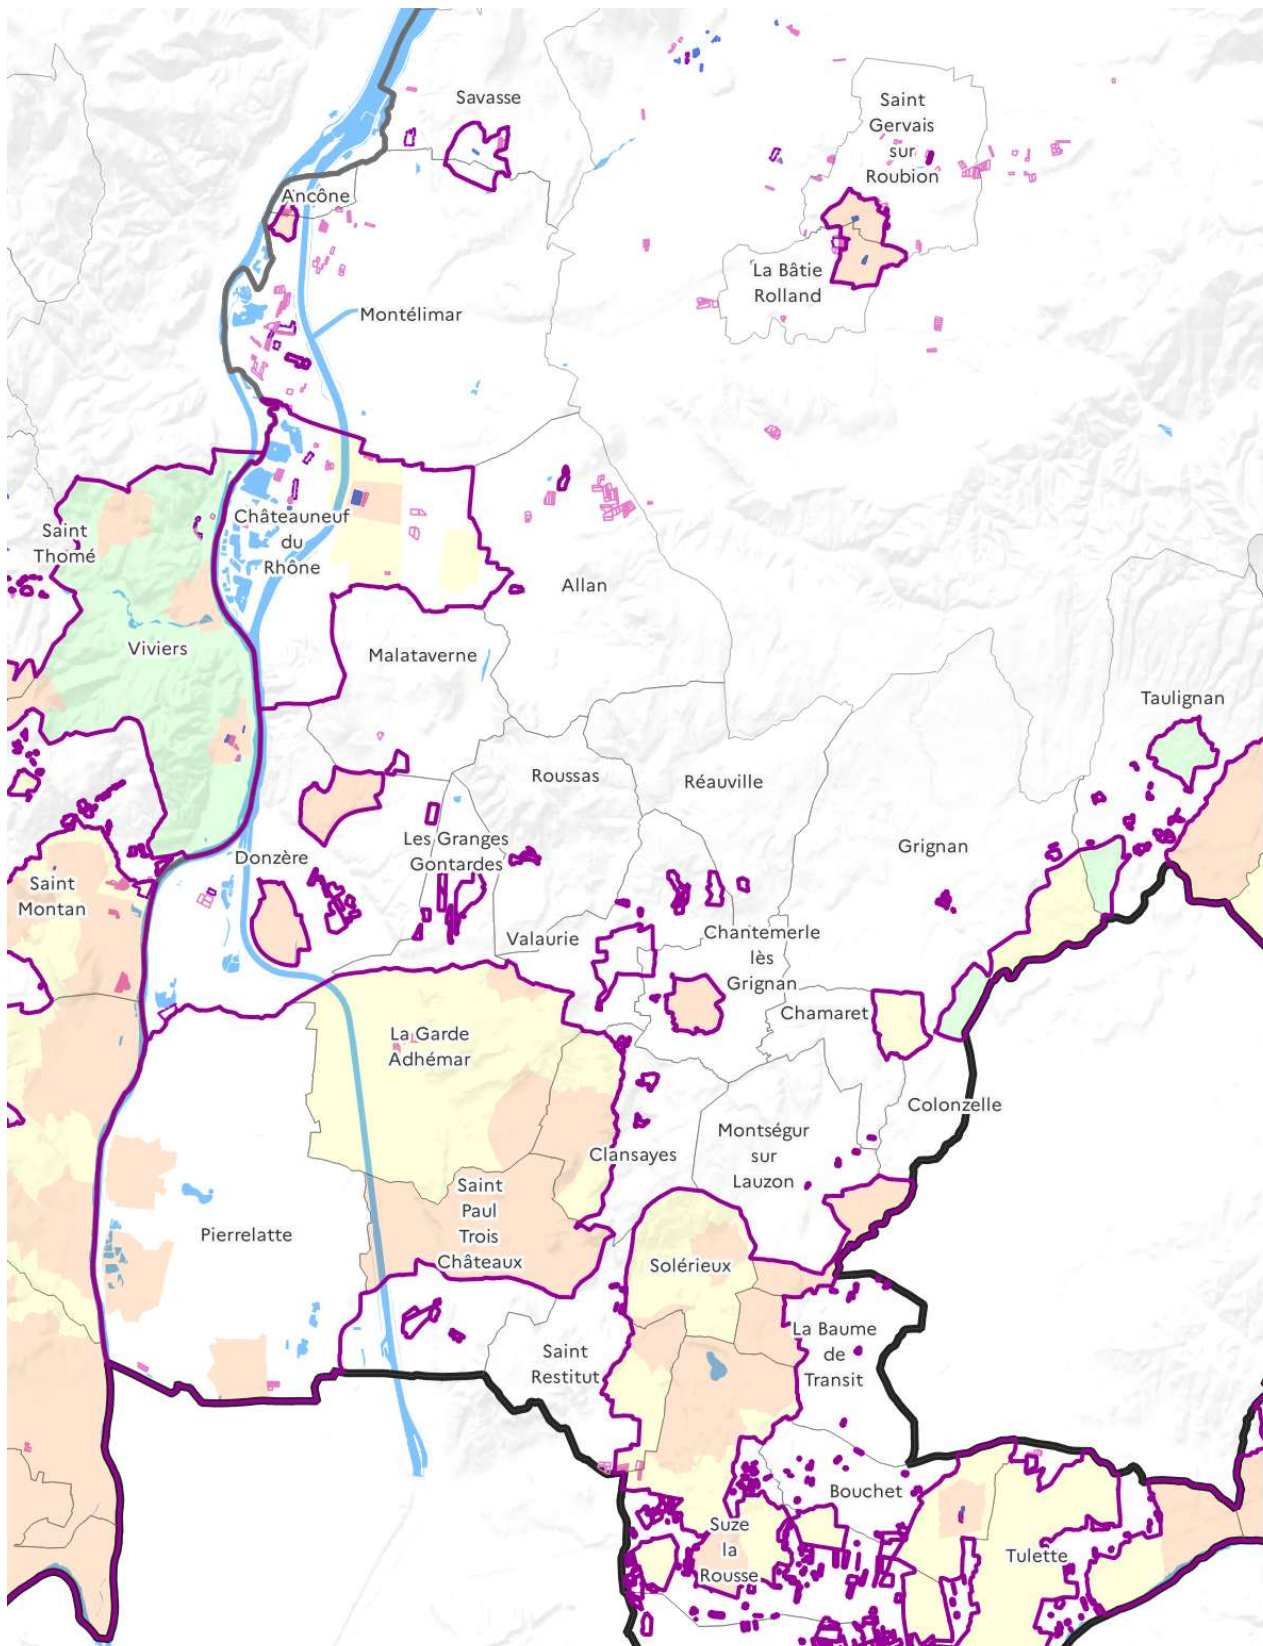 Savasse
Saint
Gervais
sur
Roubion
Ancône
La Bâtie
Rolland
Montélimar
Châteauneuf
du
Rhône
Saint
Thomé
Allan
Viviers
Malataverne
Taulignan
Roussas
Réauville
Les Granges
Gontardes
Grignan
Donzère
Saint
Montan
Valaurie
Chantemerle
lès
Grignan
Chamaret
La Garde
Adhémar
Colonzelle
Clansayes
Montségur
sur
Lauzon
Saint
Paul
Trois
Châteaux
Pierrelatte
Solérieux
La Baume
de
Transit
Saint
Restitut
Bouchet
Suze
la
Rousse
Tulette